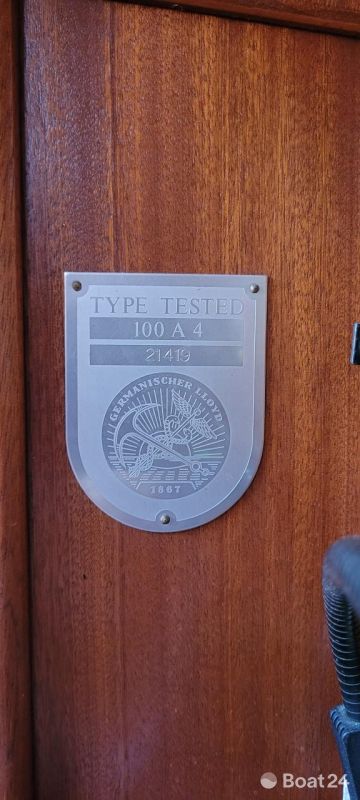 TYPE TESTED
100 A 4
21419
GERMANISCHER LLOYD
1867
Boat24